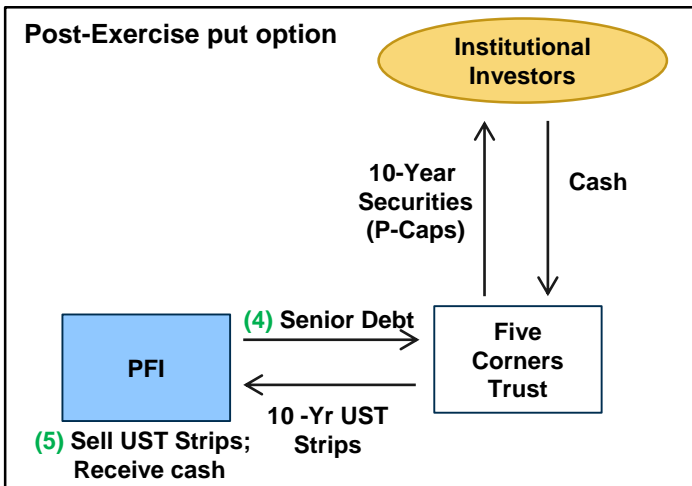 Post-Exercise put option
Institutional
Investors
10-Year
Securities
(P-Caps)
Cash
(4) Senior Debt
PFI
Five
Corners
Trust
10 -Yr UST
Strips
(5) Sell UST Strips;
Receive cash